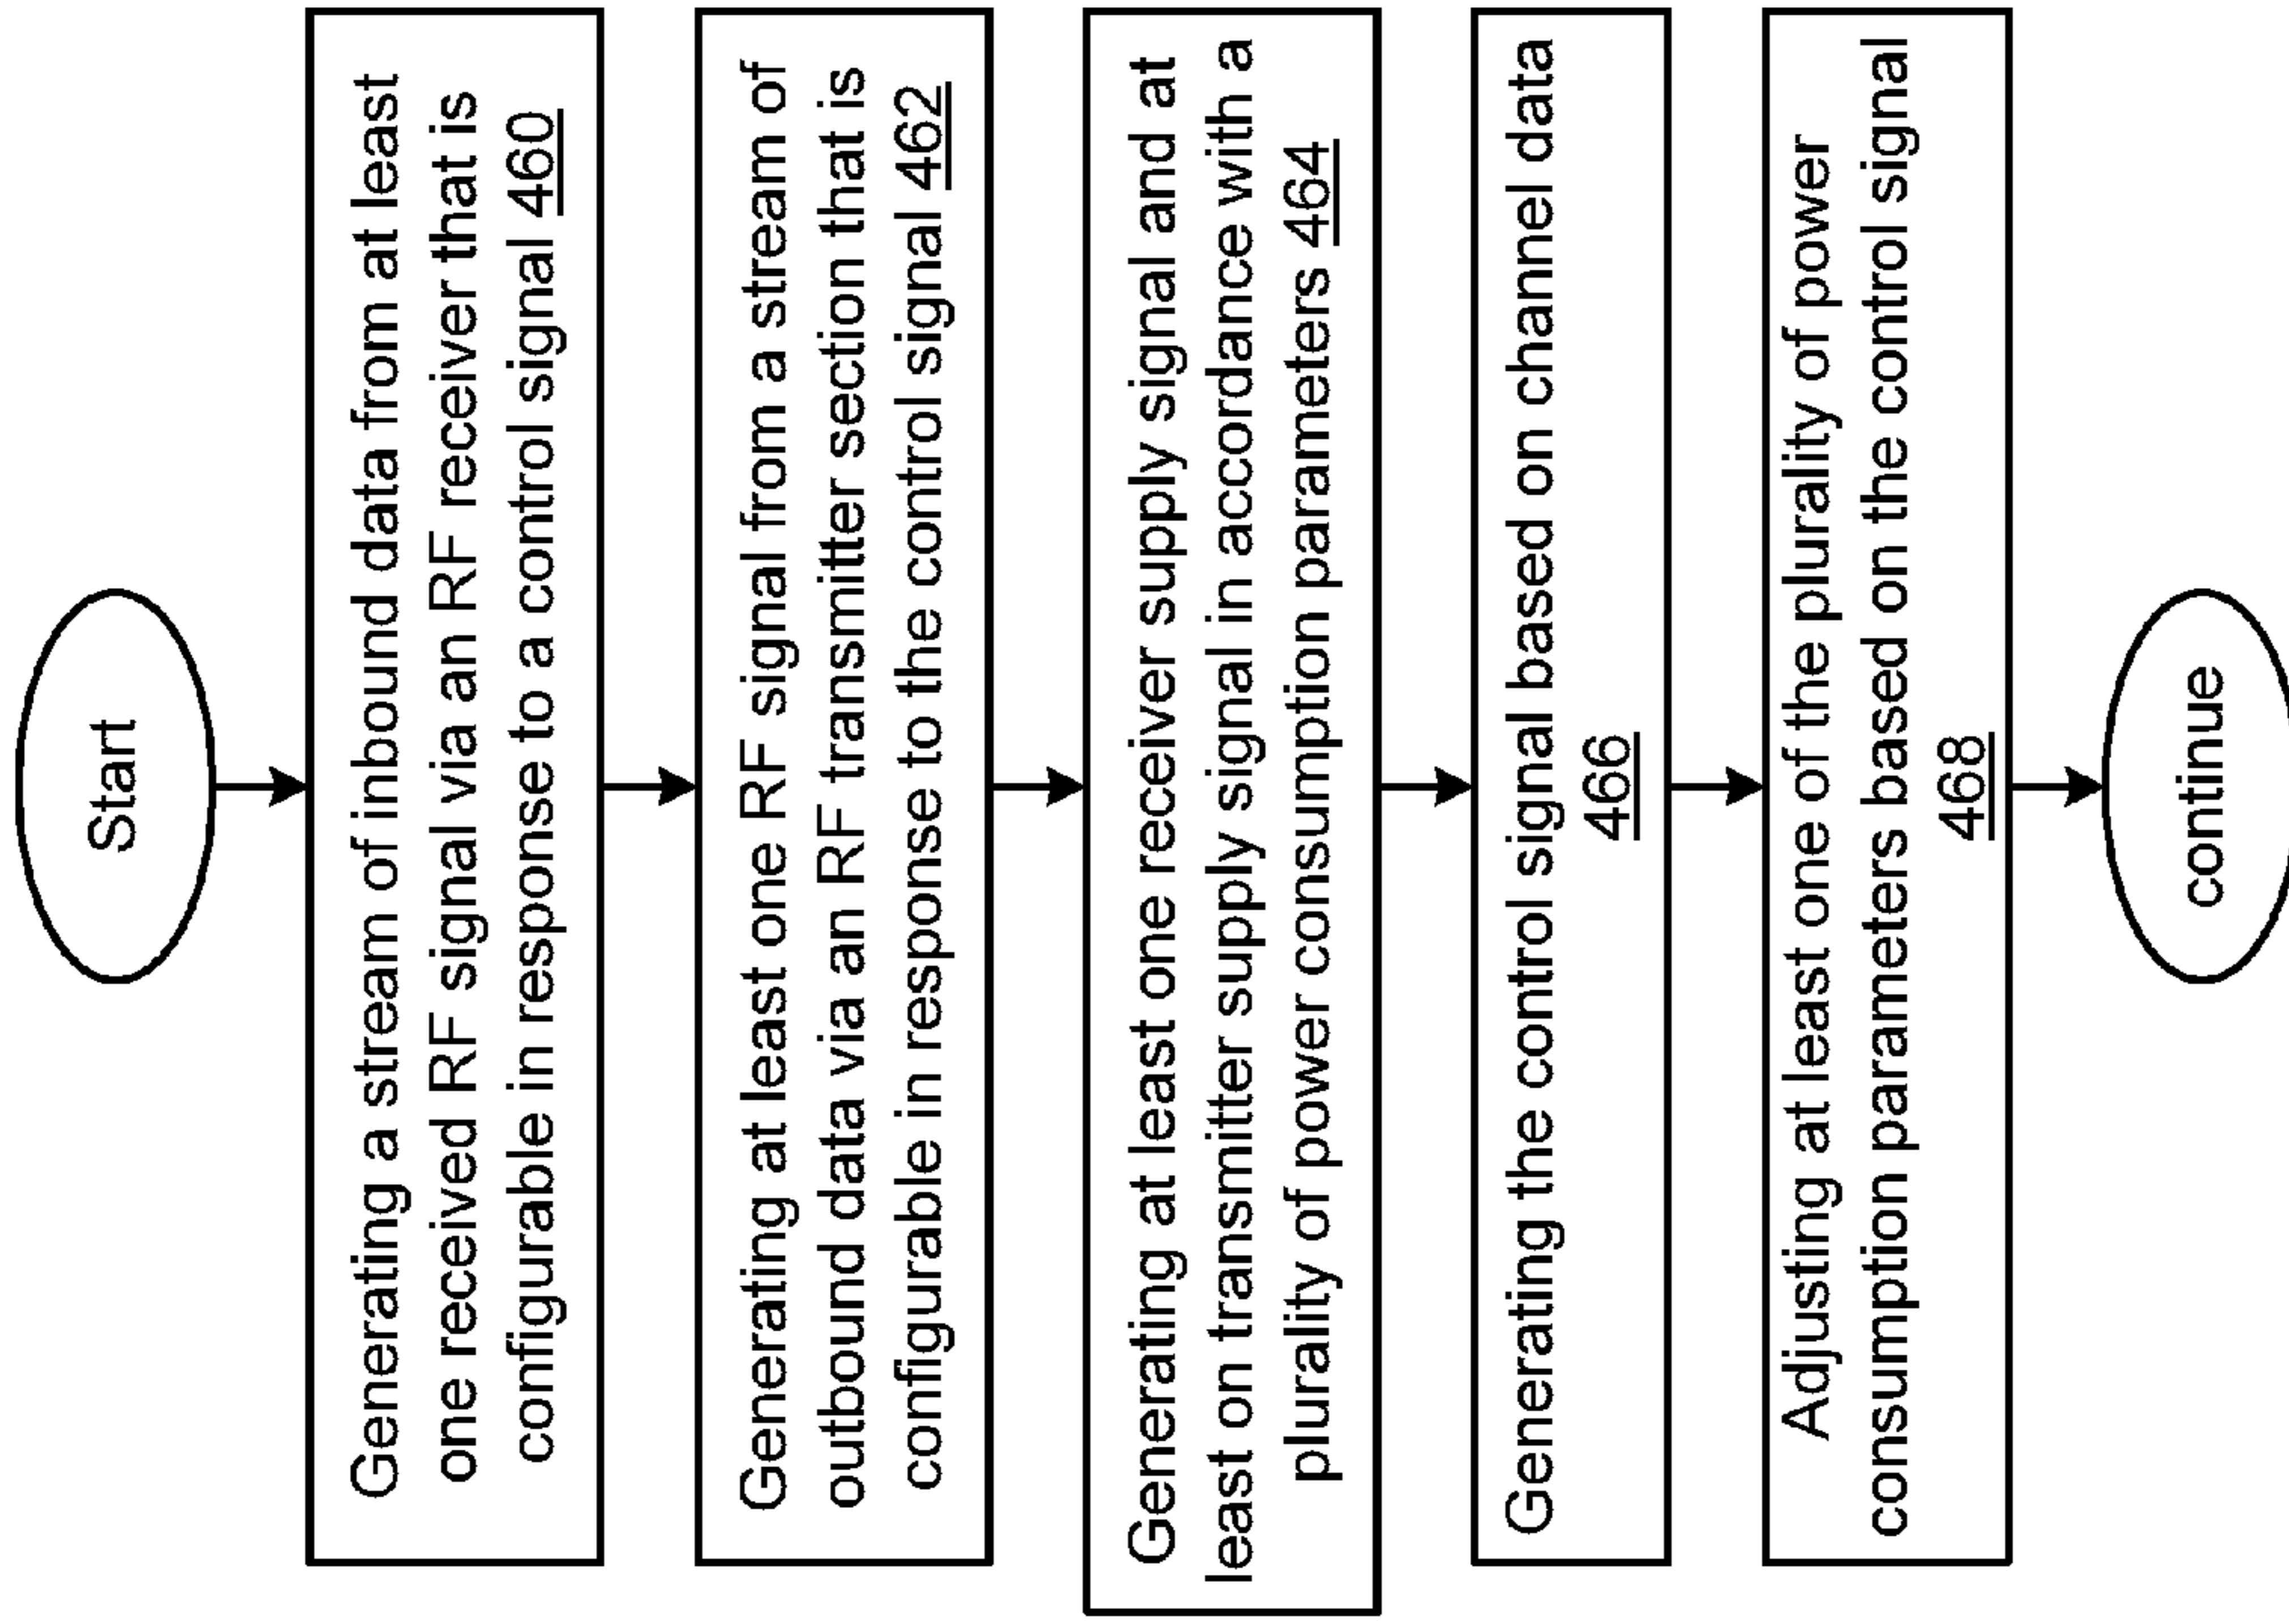 Start
Generating a stream of inbound data from at least
one received RF signal via an RF receiver that is
configurable in response to a control signal 460
Generating at least one RF signal from a stream of
outbound data via an RF transmitter section that is
configurable in response to the control signal 462
Generating at least one receiver supply signal and at
least on transmitter supply signal in accordance with a
plurality of power consumption parameters 464
Generating the control signal based on channel data
466
Adjusting at least one of the plurality of power
consumption parameters based on the control signal
468
continue